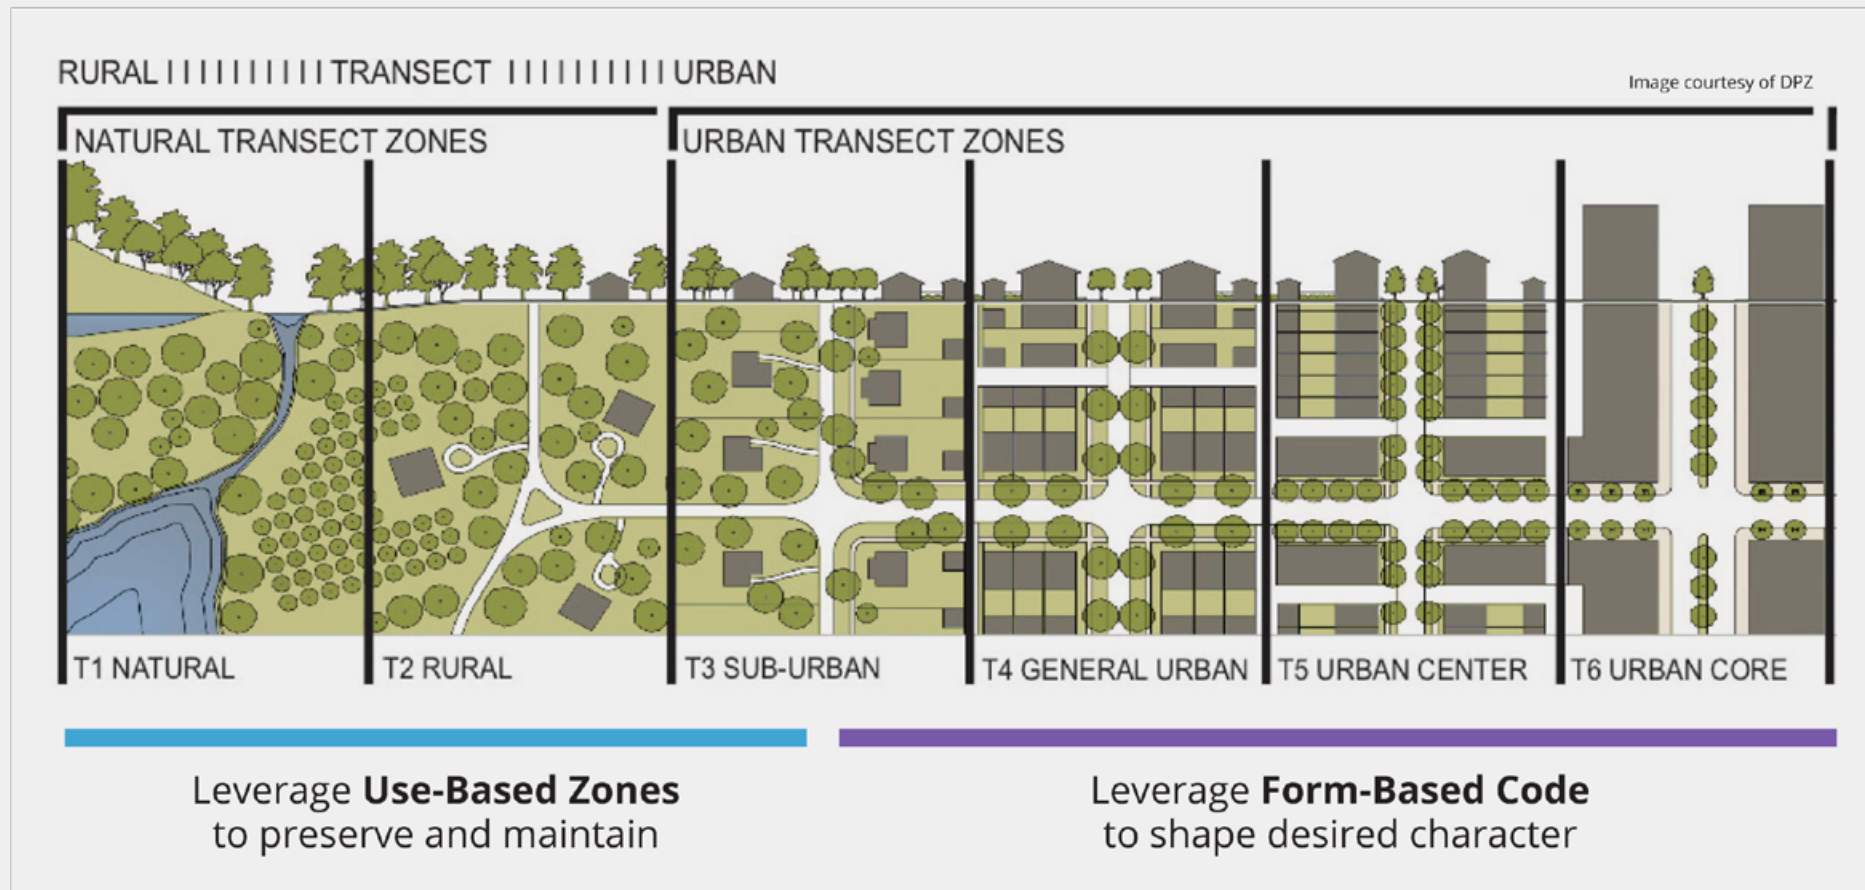 RURAL | | | | | | | | | | TRANSECT | | | | | | | | | | URBAN
Image courtesy of DPZ
NATURAL TRANSECT ZONES
URBAN TRANSECT ZONES
T1 NATURAL
T2 RURAL
T3 SUB-URBAN
T4 GENERAL URBAN
T5 URBAN CENTER
T6 URBAN CORE
Leverage Use-Based Zones
to preserve and maintain
Leverage Form-Based Code
to shape desired character